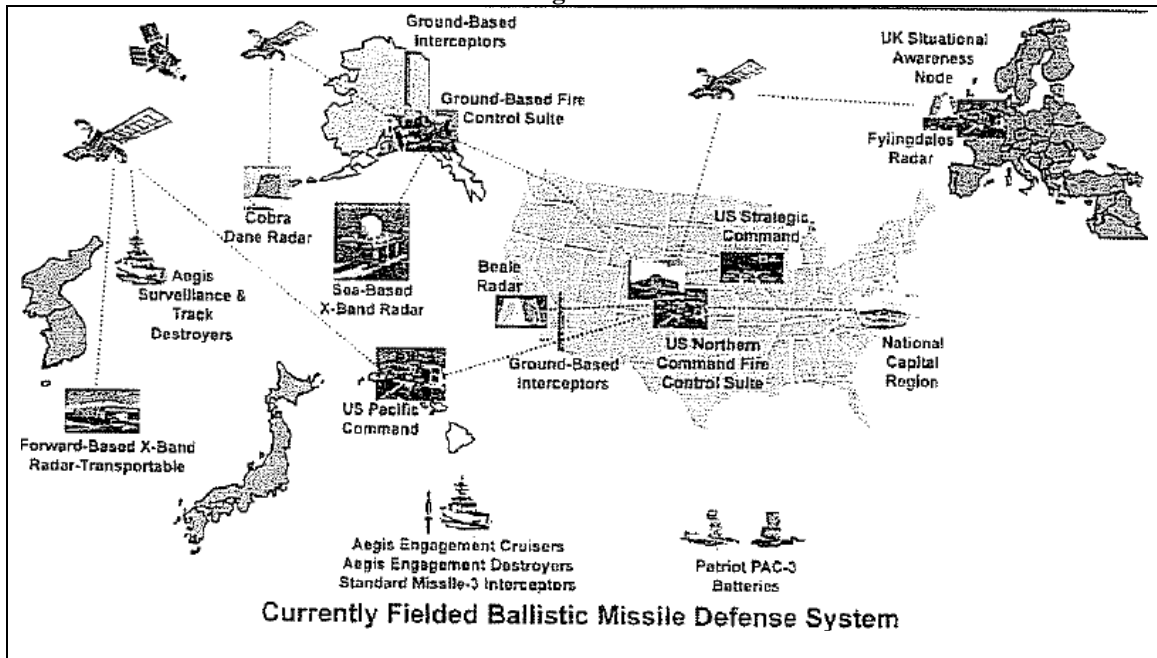 Ground-Based
Interceptors
UK Situational
Awareness
Node
Ground-Based Fire
Control Suite
Fylingdales
Radar
Cobra
Dane Radar
US Strategic
Command
Aegis
Surveillance &
Track
Destroyers
Sea-Based
X-Band Radar
Beale
Radar
Ground-Based
Interceptors
US Northern
Command Fire
Control Suite
National
Capital
Region
US Pacific
Command
Forward-Based X-Band
Radar-Transportable
Aegis Engagement Cruisers
Aegis Engagement Destroyers
Standard Missile-3 Interceptors
Patriot PAC-3
Batteries
Currently Fielded Ballistic Missile Defense System